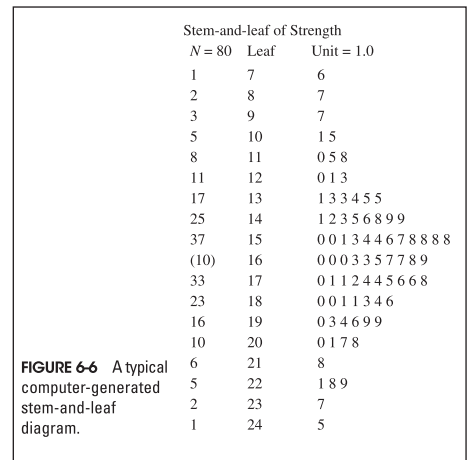 Stem-and-leaf of Strength
N = 80 Leaf Unit = 1.0
1 7 6
2 8 7
3 9 7
5 10 1 5
8 11 0 5 8
11 12 0 1 3
17 13 1 3 3 4 5 5
25 14 1 2 3 5 6 8 9 9
37 15 0 0 1 3 4 4 6 7 8 8 8 8
(10) 16 0 0 0 3 3 5 7 7 8 9
33 17 0 1 1 2 4 4 5 6 6 8
23 18 0 0 1 1 3 4 6
16 19 0 3 4 6 9 9
10 20 0 1 7 8
6 21 8
5 22 1 8 9
2 23 7
1 24 5
FIGURE 6-6 A typical
computer-generated
stem-and-leaf
diagram.